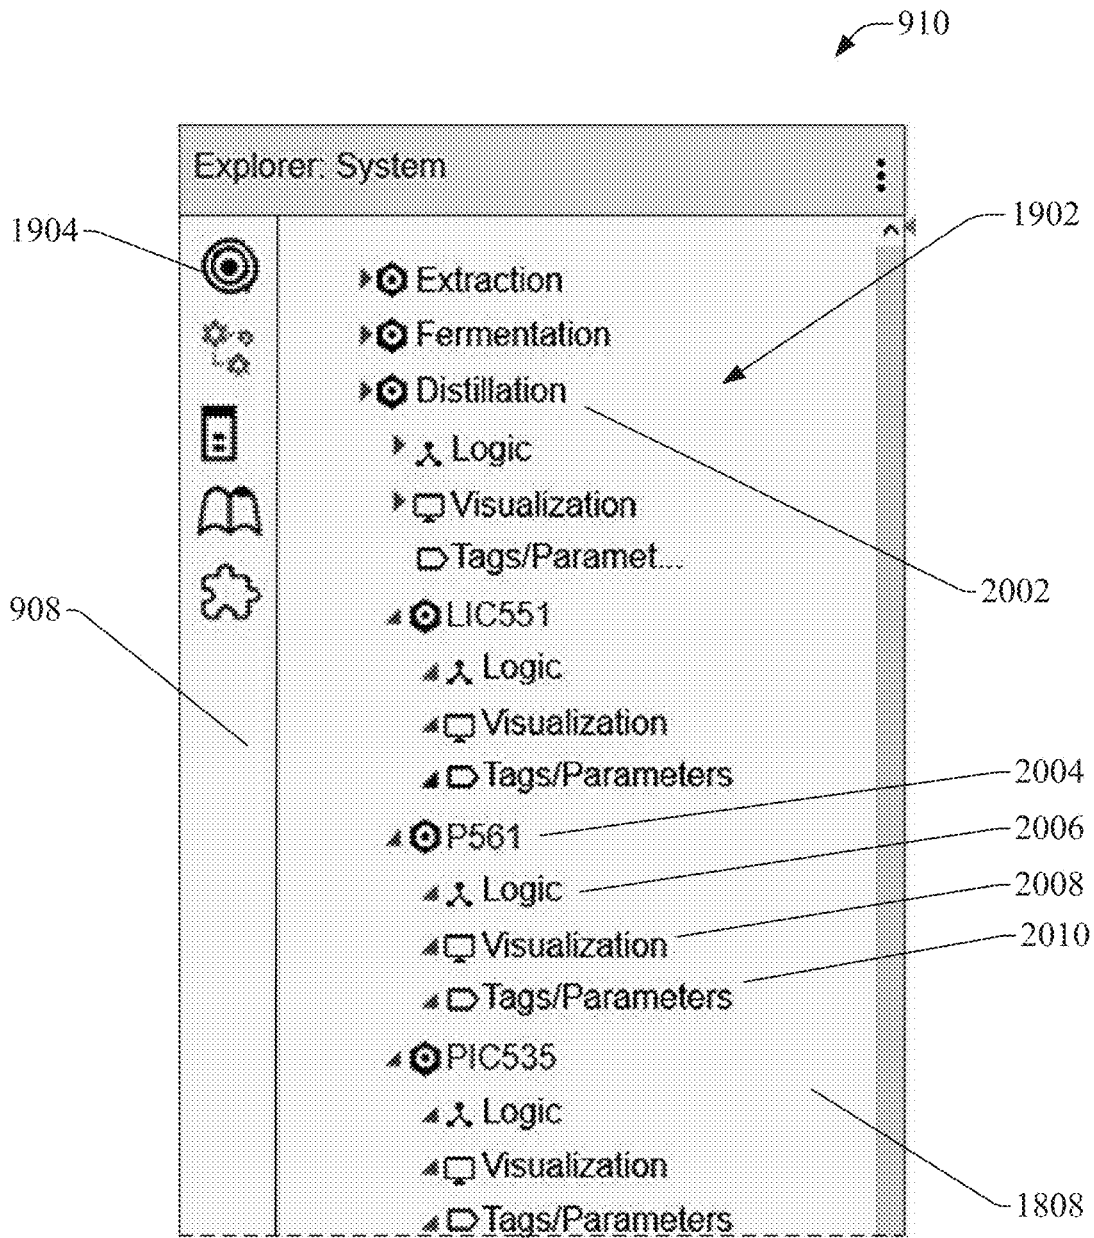 910
Explorer: System
1904
1902
Extraction
Fermentation
Distillation
Logic
Visualization
Tags/Paramet...
2002
908
LIC551
Logic
Visualization
Tags/Parameters
2004
P561
2006
Logic
2008
Visualization
2010
Tags/Parameters
PIC535
Logic
Visualization
1808
Tags/Parameters